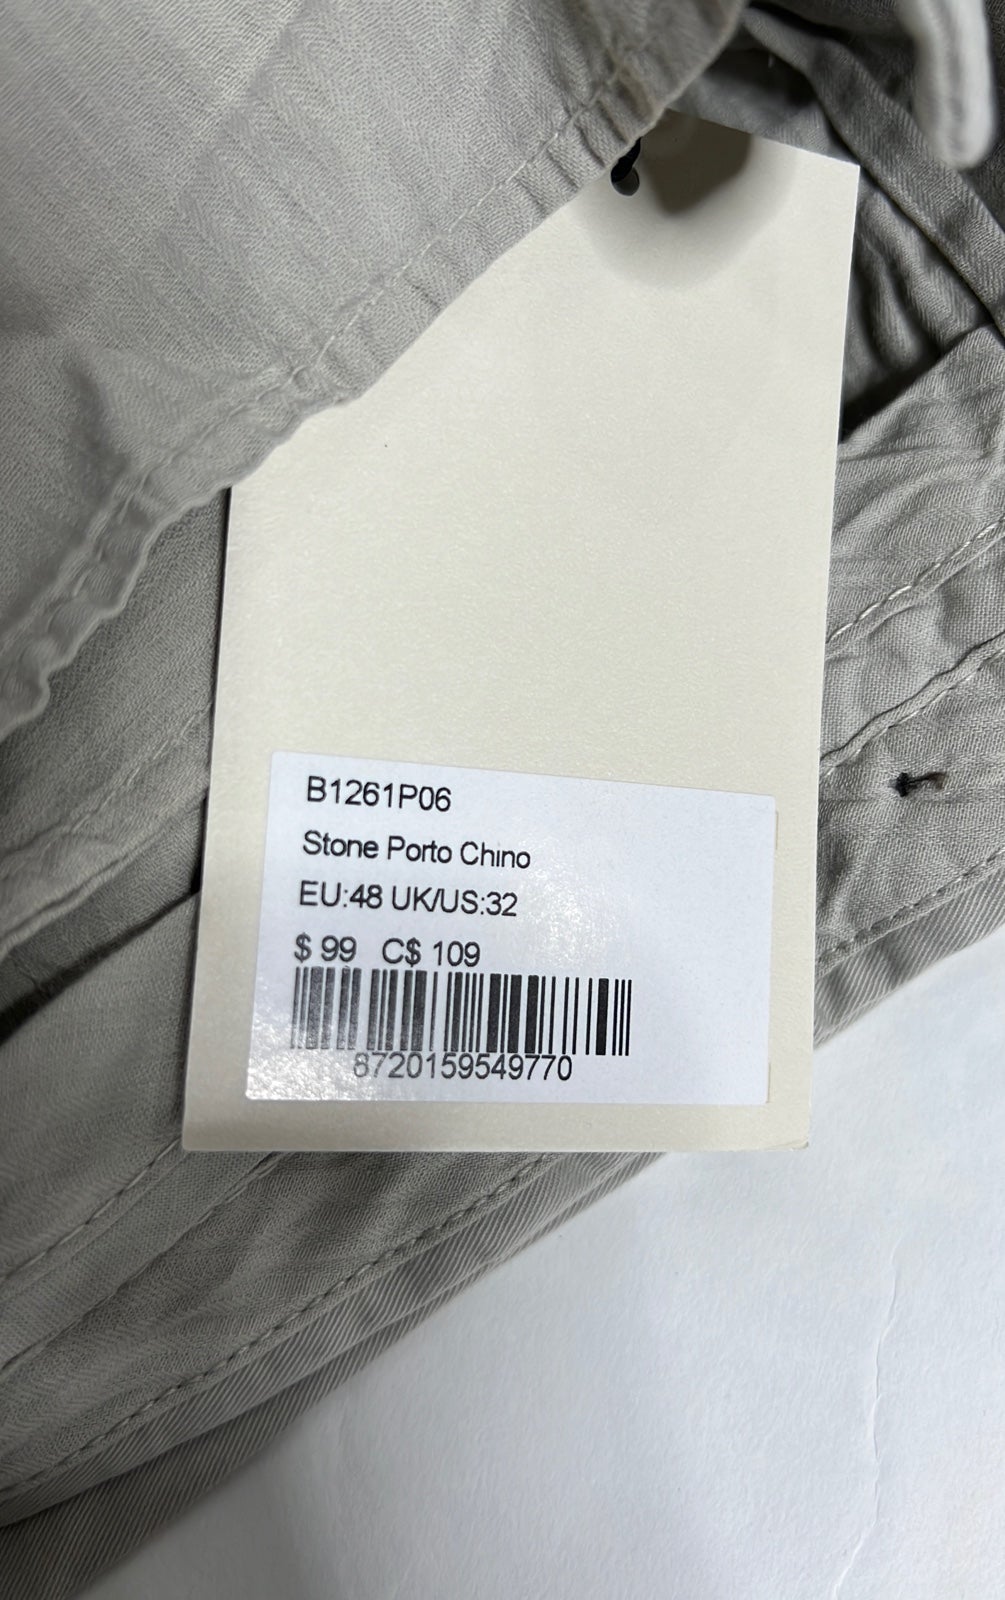 B1261P06
Stone Porto Chino
EU:48 UK/US:32
$ 99 C$ 109
8720159549770